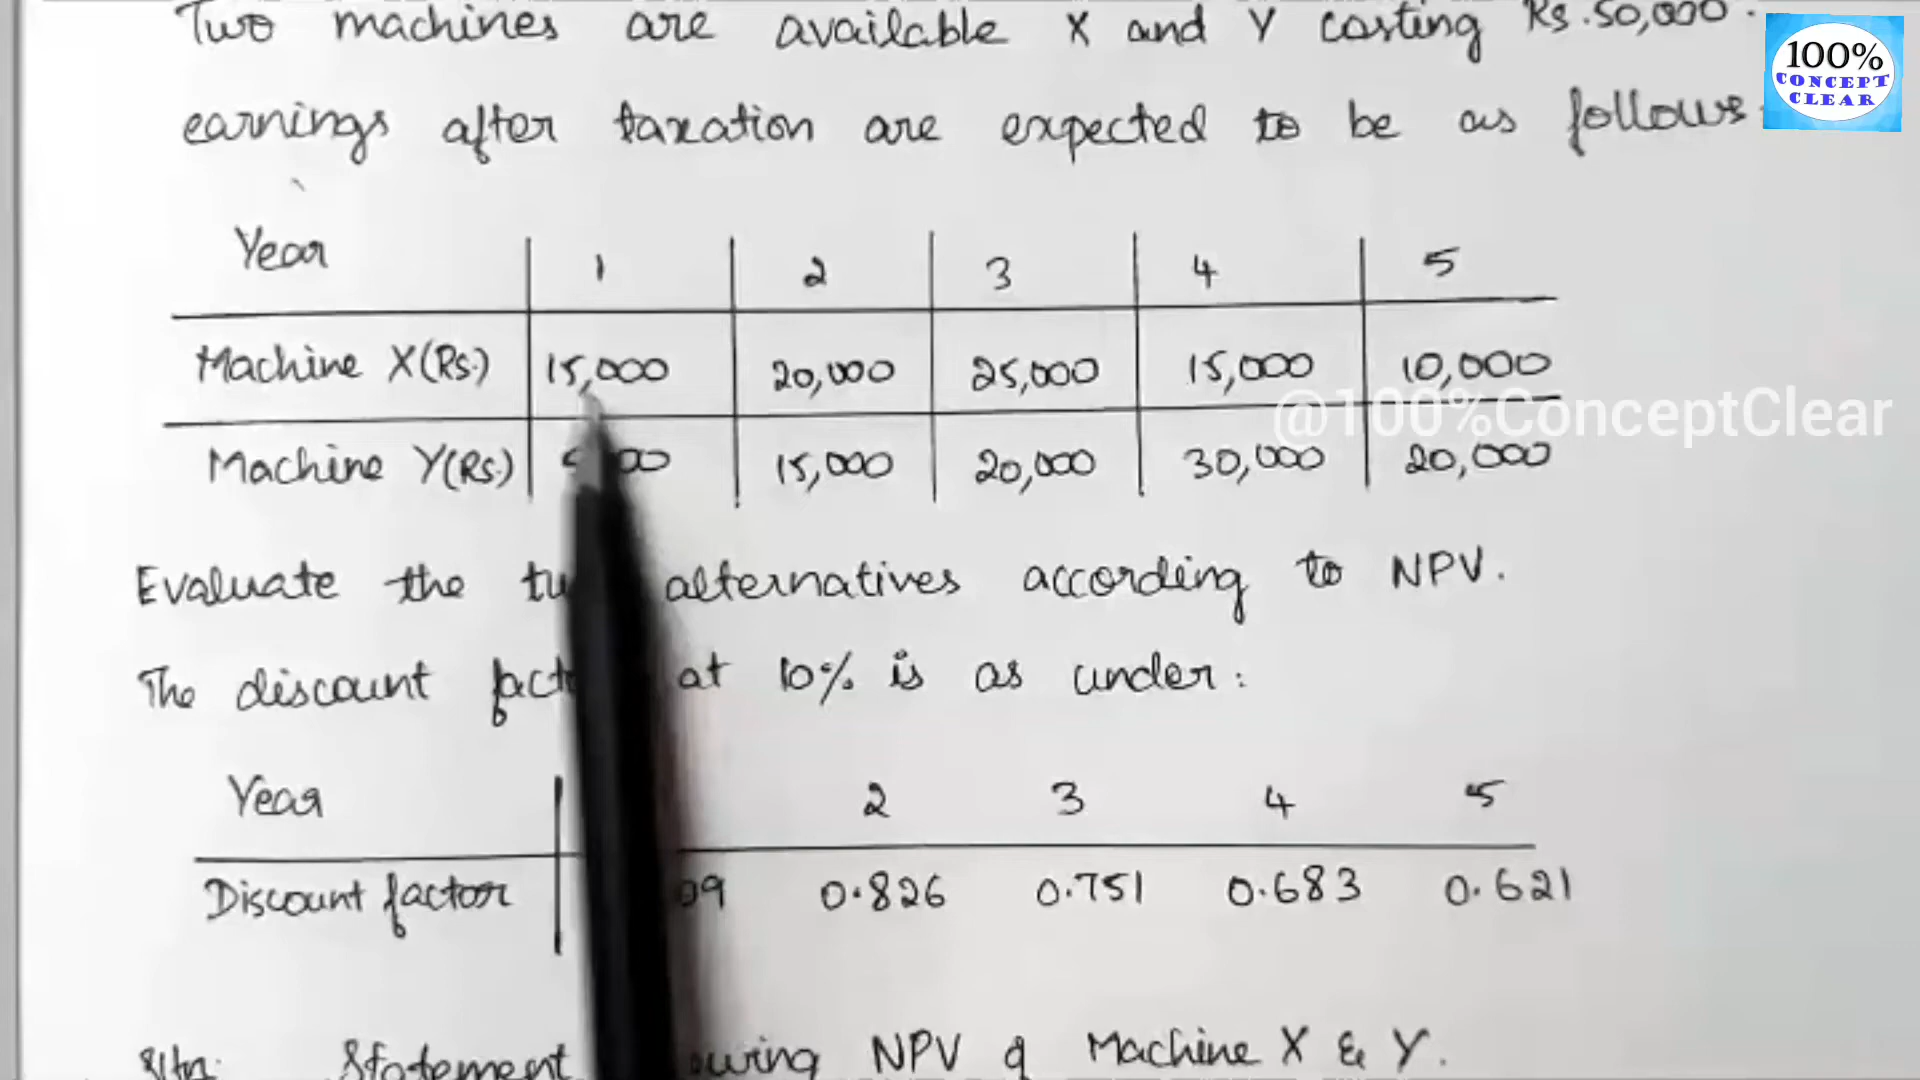 Two machines are available X and Y costing Rs.50,000.
100%
CONCEPT
CLEAR
earnings after taxation are expected to be as follows:
Year 1 2 3 4 5
Machine X(Rs.) 15,000 20,000 25,000 15,000 10,000
@100%ConceptClear
Machine Y(Rs.) 15,000 20,000 30,000 20,000
Evaluate the alternatives according to NPV.
The discount at 10% is as under:
Year 2 3 4 5
Discount factor 0.826 0.751 0.683 0.621
Statement NPV of Machine X & Y.